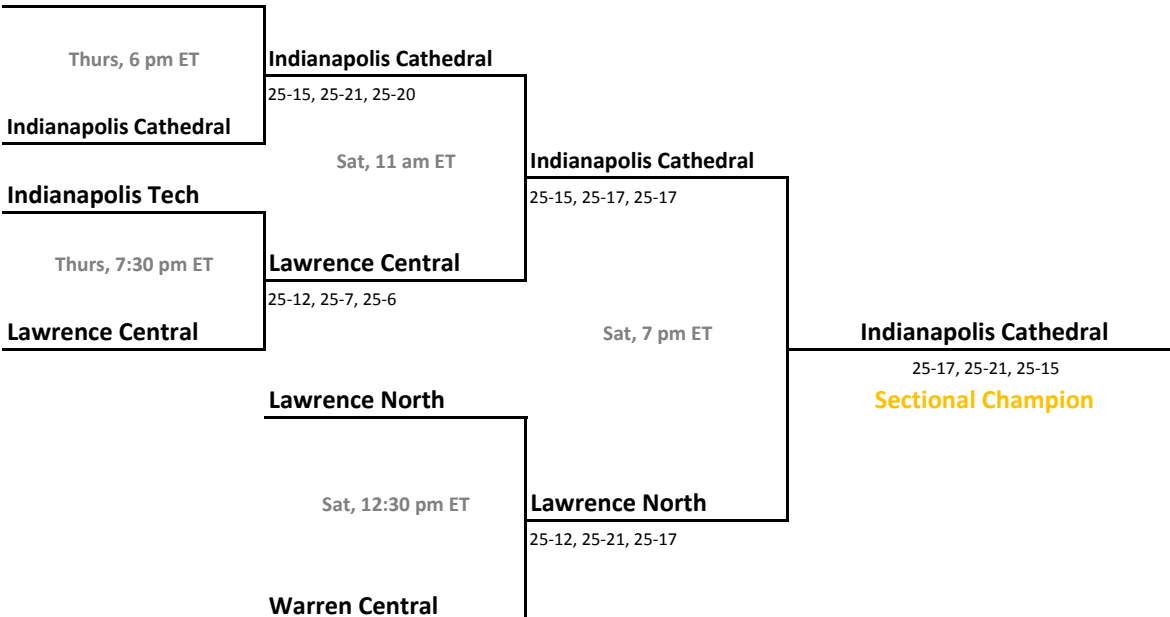 Thurs, 6 pm ET
Indianapolis Cathedral
25-15, 25-21, 25-20
Indianapolis Cathedral
Sat, 11 am ET
Indianapolis Cathedral
25-15, 25-17, 25-17
Indianapolis Tech
Thurs, 7:30 pm ET
Lawrence Central
25-12, 25-7, 25-6
Lawrence Central
Sat, 7 pm ET
Indianapolis Cathedral
25-17, 25-21, 25-15
Sectional Champion
Lawrence North
Sat, 12:30 pm ET
Lawrence North
25-12, 25-21, 25-17
Warren Central